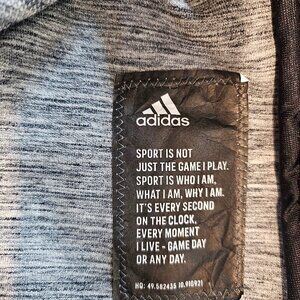 adidas
SPORT IS NOT
JUST THE GAME I PLAY.
SPORT IS WHO I AM,
WHAT I AM, WHY I AM.
IT'S EVERY SECOND
ON THE CLOCK,
EVERY MOMENT
I LIVE - GAME DAY
OR ANY DAY.
HQ: 49.582435 10.910921